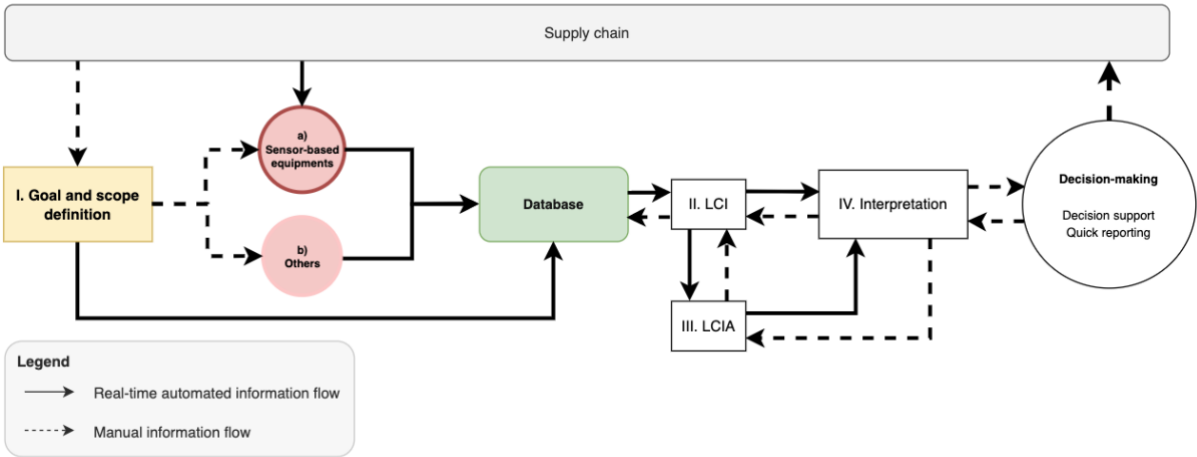 Supply chain
a)
Sensor-based
equipments
I. Goal and scope
definition
b)
Others
Database
II. LCI
III. LCIA
IV. Interpretation
Decision-making
Decision support
Quick reporting
Legend
Real-time automated information flow
Manual information flow